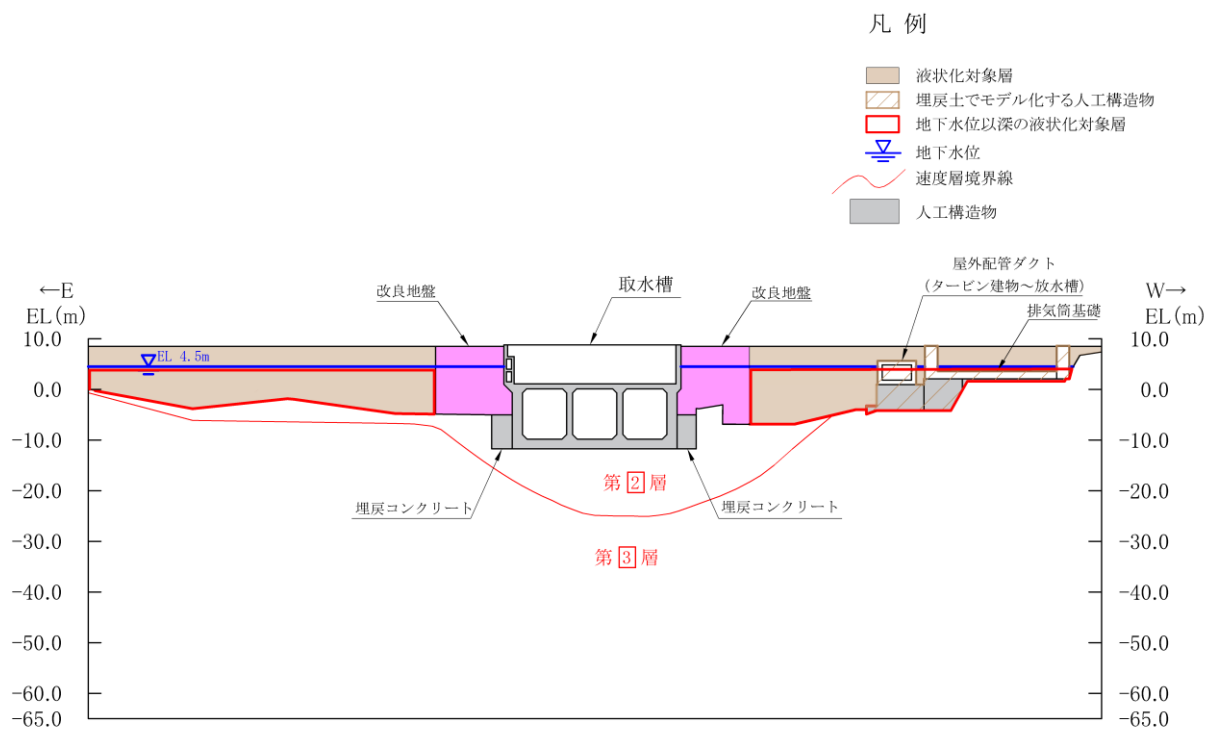 凡 例
液状化対象層
埋戻土でモデル化する人工構造物
地下水位以深の液状化対象層
地下水位
速度層境界線
人工構造物
屋外配管ダクト
(タービン建物～放水槽)
排気筒基礎
改良地盤
取水槽
改良地盤
←E
EL(m)
W→
EL(m)
EL 4.5m
10.0
0.0
-10.0
-20.0
-30.0
-40.0
-50.0
-60.0
-65.0
10.0
0.0
-10.0
-20.0
-30.0
-40.0
-50.0
-60.0
-65.0
第2層
埋戻コンクリート
埋戻コンクリート
第3層